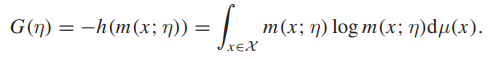 G(η) = −h(m(x; η)) = ∫_{x∈𝒳} m(x; η) log m(x; η)dμ(x).